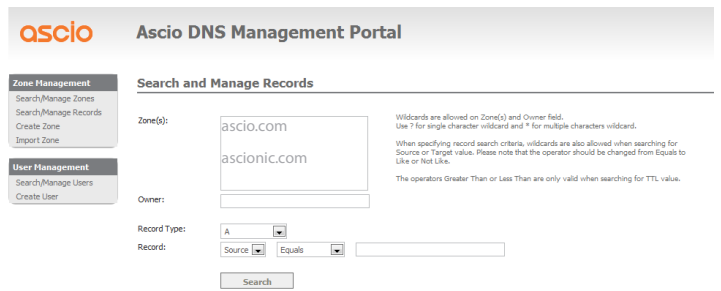 ascio
Ascio DNS Management Portal
Zone Management
Search/Manage Zones
Search/Manage Records
Create Zone
Import Zone
User Management
Search/Manage Users
Create User
Search and Manage Records
Zone(s):
ascio.com
ascionic.com
Wildcards are allowed on Zone(s) and Owner field.
Use ? for single character wildcard and * for multiple characters wildcard.
When specifying record search criteria, wildcards are also allowed when searching for
Source or Target value. Please note that the operator should be changed from Equals to
Like or Not Like.
The operators Greater Than or Less Than are only valid when searching for TTL value.
Owner:
Record Type:
A
Record:
Source
Equals
Search